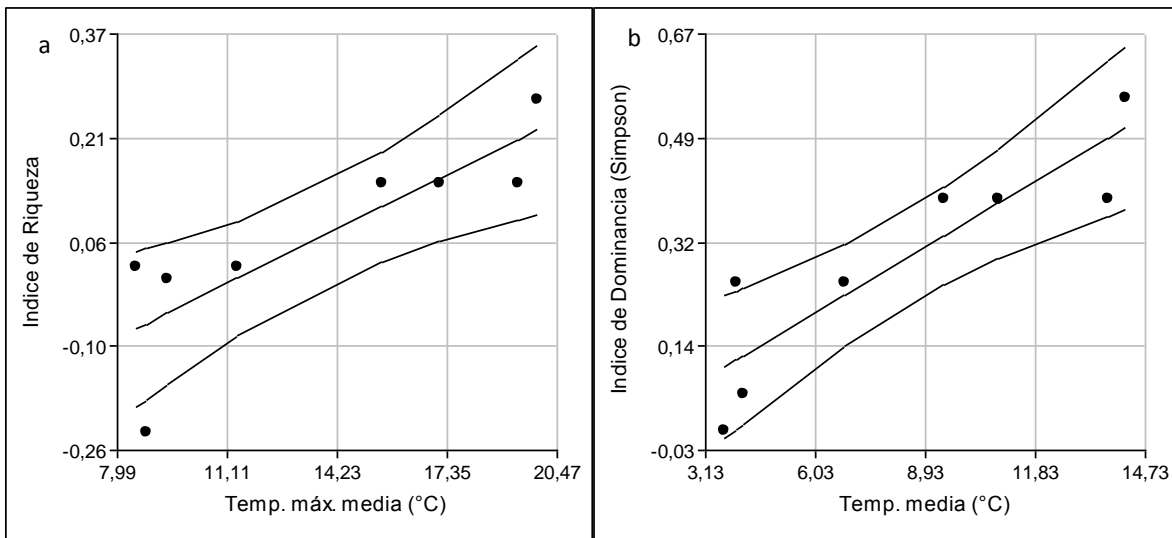 a
0,37
0,21
0,06
-0,10
-0,26
Indice de Riqueza
7,99 11,11 14,23 17,35 20,47
Temp. máx. media (°C)
b
0,67
0,49
0,32
0,14
-0,03
Indice de Dominancia (Simpson)
3,13 6,03 8,93 11,83 14,73
Temp. media (°C)